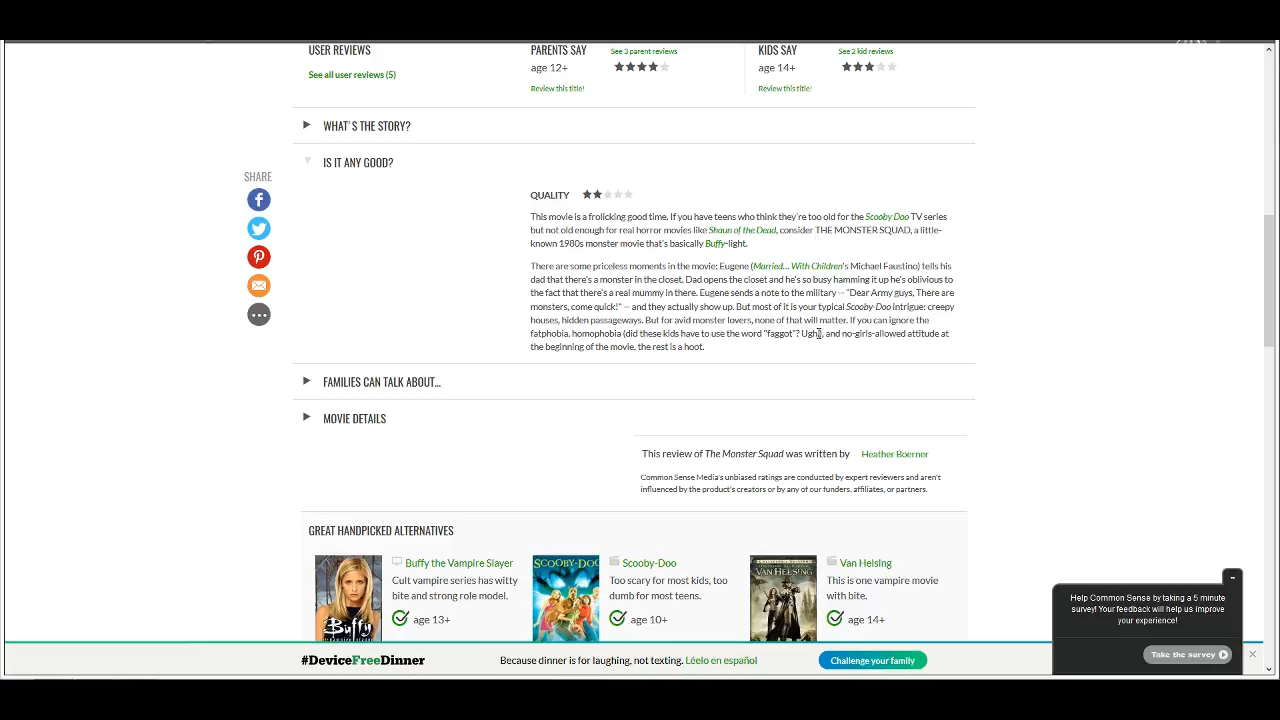 USER REVIEWS
PARENTS SAY
See 3 parent reviews
KIDS SAY
See 2 kid reviews
See all user reviews (5)
age 12+
age 14+
Review this title!
Review this title!
WHAT'S THE STORY?
IS IT ANY GOOD?
SHARE
QUALITY
This movie is a frolicking good time. If you have teens who think they're too old for the Scooby Doo TV series
but not old enough for real horror movies like Shaun of the Dead, consider THE MONSTER SQUAD, a little-
known 1980s monster movie that's basically Buffy-light.
There are some priceless moments in the movie: Eugene (Married... With Children's Michael Faustino) tells his
dad that there's a monster in the closet. Dad opens the closet and he's so busy hamming it up he's oblivious to
the fact that there's a real mummy in there. Eugene sends a note to the military -- "Dear Army guys, There are
monsters, come quick!" -- and they actually show up. But most of it is your typical Scooby-Doo intrigue: creepy
houses, hidden passageways. But for avid monster lovers, none of that will matter. If you can ignore the
fatphobia, homophobia (did these kids have to use the word "faggot"? Ugh), and no-girls-allowed attitude at
the beginning of the movie, the rest is a hoot.
FAMILIES CAN TALK ABOUT...
MOVIE DETAILS
This review of The Monster Squad was written by Heather Boerner
Common Sense Media's unbiased ratings are conducted by expert reviewers and aren't
influenced by the product's creators or by any of our funders, affiliates, or partners.
GREAT HANDPICKED ALTERNATIVES
Buffy the Vampire Slayer
Cult vampire series has witty
bite and strong role model.
age 13+
Buffy
SCOOBY-DOO
Scooby-Doo
Too scary for most kids, too
dumb for most teens.
age 10+
VAN HELSING
Van Helsing
This is one vampire movie
with bite.
age 14+
Help Common Sense by taking a 5 minute
survey! Your feedback will help us improve
your experience!
Take the survey
#DeviceFreeDinner
Because dinner is for laughing, not texting. Léelo en español
Challenge your family